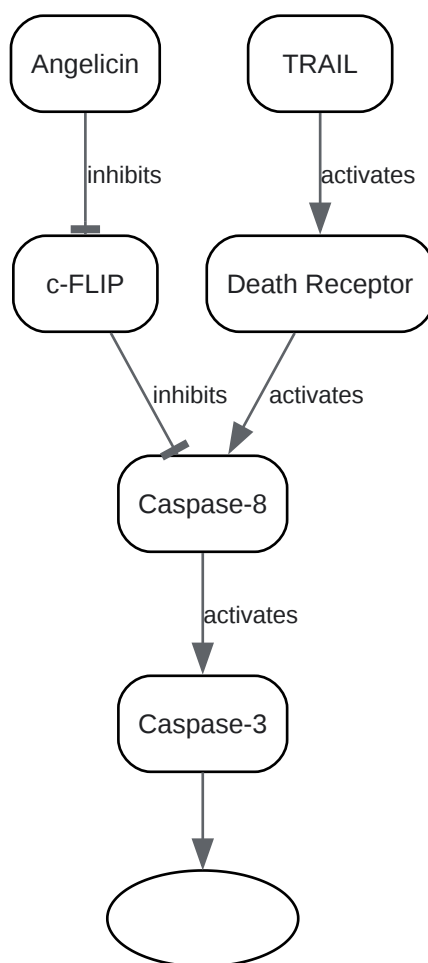 Angelicin
TRAIL
inhibits
activates
c-FLIP
Death Receptor
inhibits
activates
Caspase-8
activates
Caspase-3